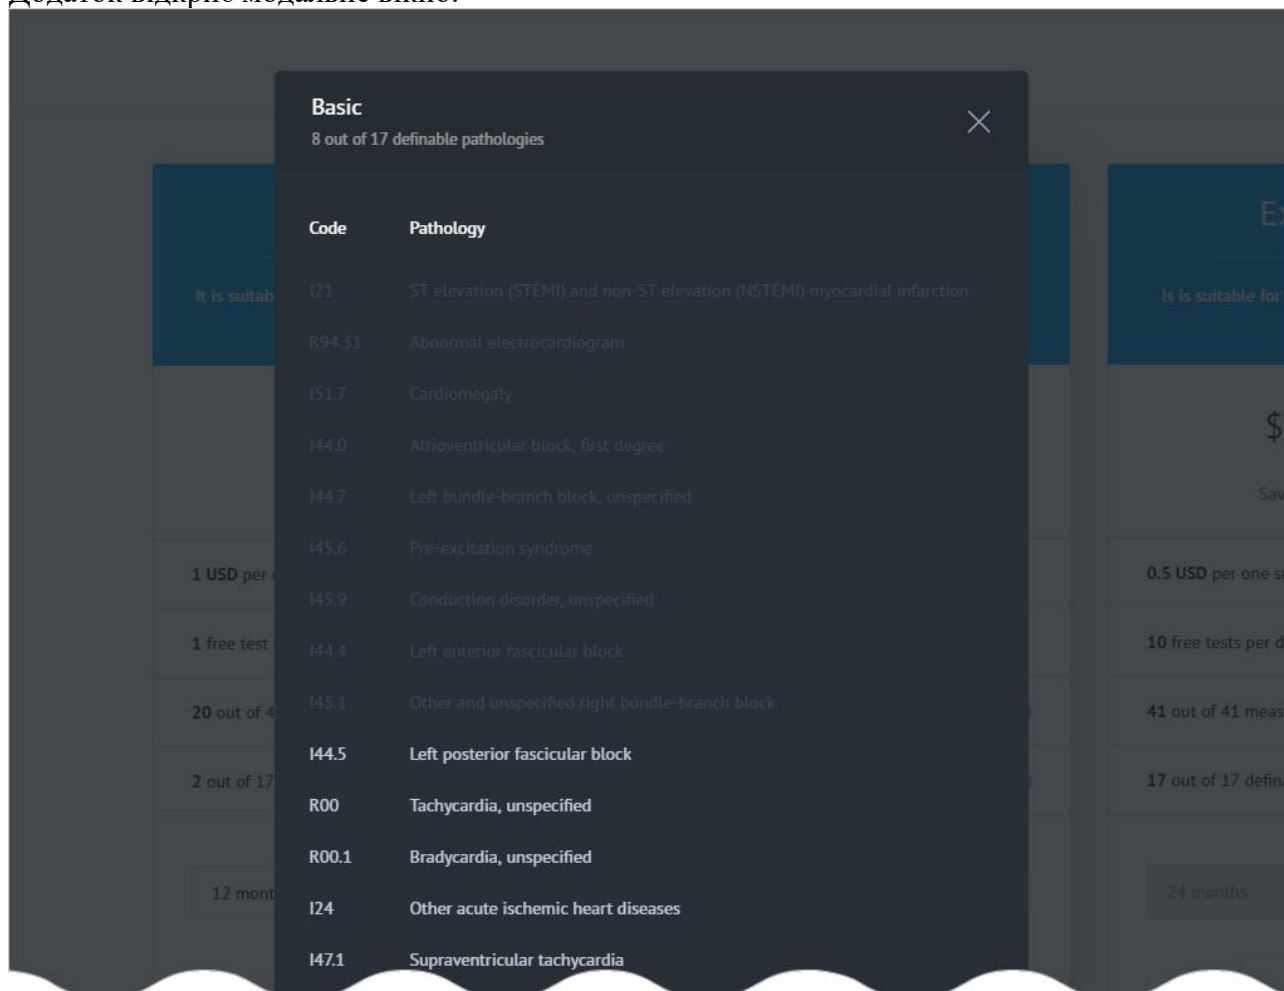 Додаток відкриє модальне вікно:
Basic
8 out of 17 definable pathologies
Code Pathology
I21 ST elevation (STEMI) and non-ST elevation (NSTEMI) myocardial infarction
R94.31 Abnormal electrocardiogram
I51.7 Cardiomegaly
I44.0 Atrioventricular block, first degree
I44.7 Left bundle-branch block, unspecified
I45.6 Pre-excitation syndrome
I45.9 Conduction disorder, unspecified
I44.4 Left anterior fascicular block
I45.1 Other and unspecified right bundle-branch block
I44.5 Left posterior fascicular block
R00 Tachycardia, unspecified
R00.1 Bradycardia, unspecified
I24 Other acute ischemic heart diseases
I47.1 Supraventricular tachycardia
It is suitab
1 USD per
1 free test
20 out of 4
2 out of 17
12 mont
Is is suitable for
$
0.5 USD per one
10 free tests per d
41 out of 41 meas
17 out of 17 defin
24 months